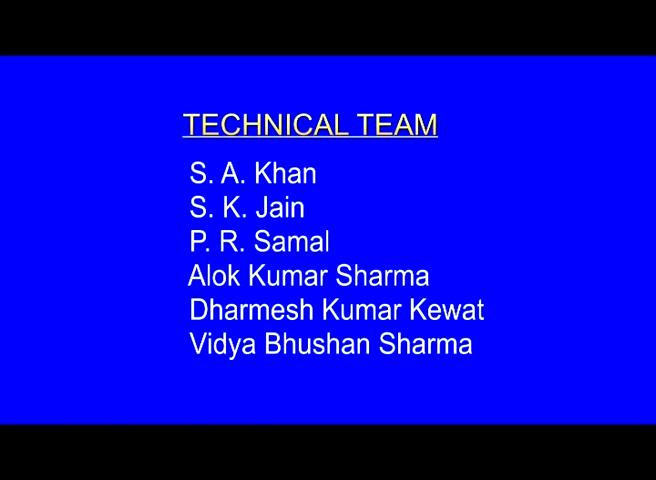 TECHNICAL TEAM
S. A. Khan
S. K. Jain
P. R. Samal
Alok Kumar Sharma
Dharmesh Kumar Kewat
Vidya Bhushan Sharma